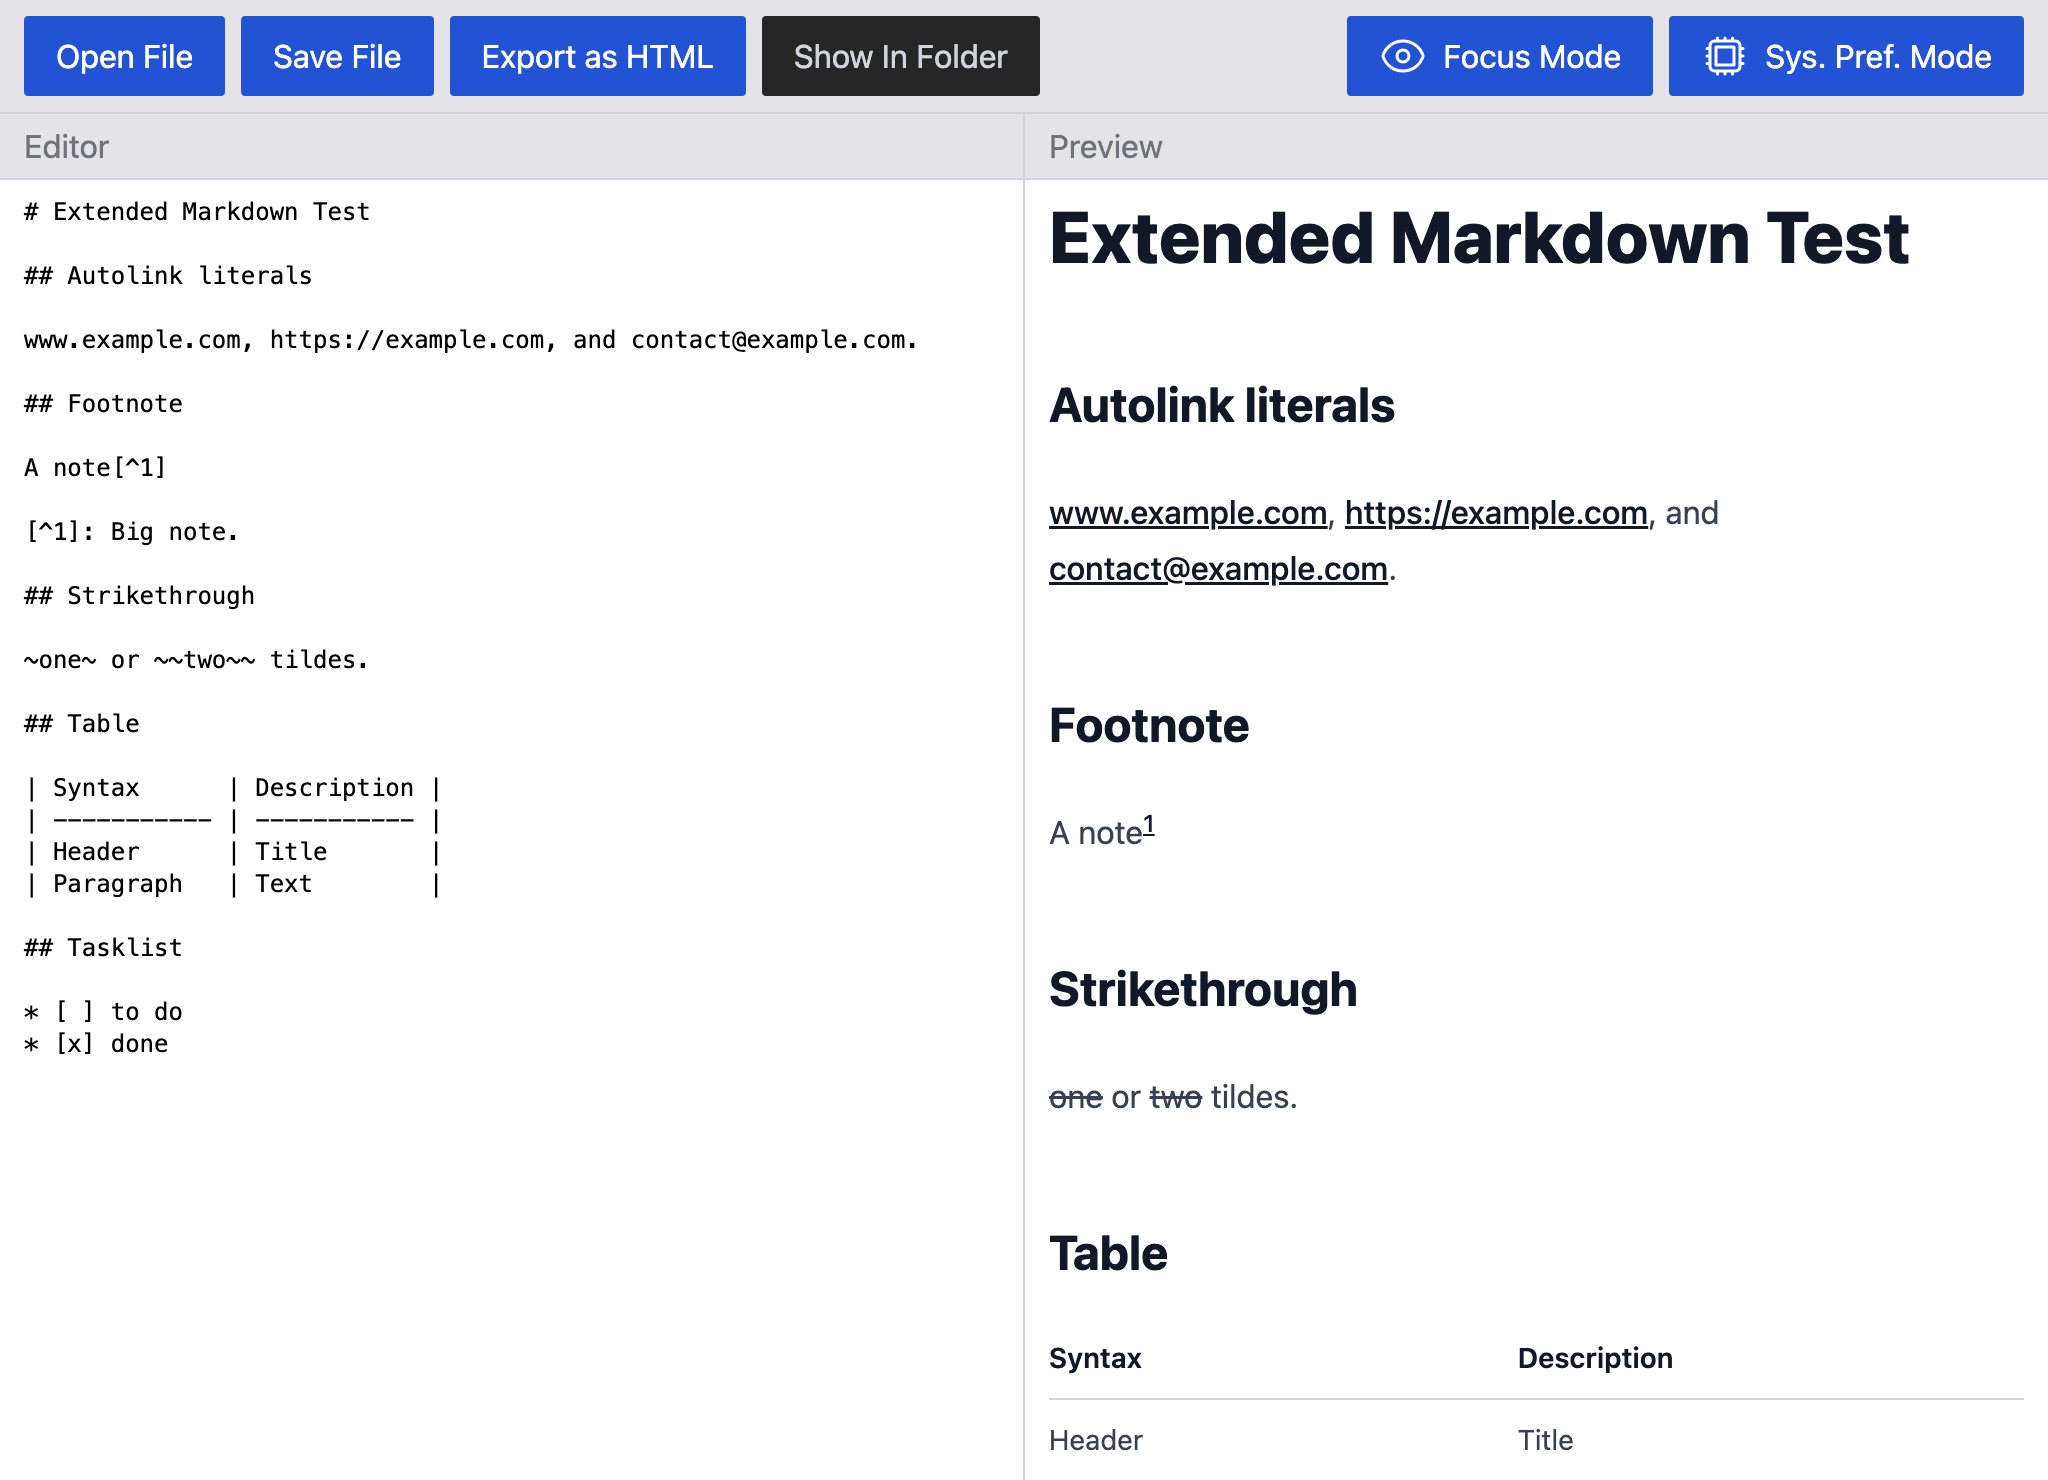 Open File Save File Export as HTML Show In Folder Focus Mode Sys. Pref. Mode
Editor
# Extended Markdown Test
## Autolink literals
www.example.com, https://example.com, and contact@example.com.
## Footnote
A note[^1]
[^1]: Big note.
## Strikethrough
~one~ or ~~two~~ tildes.
## Table
| Syntax      | Description |
| ----------- | ----------- |
| Header      | Title       |
| Paragraph   | Text        |
## Tasklist
* [ ] to do
* [x] done
Preview
Extended Markdown Test
Autolink literals
www.example.com, https://example.com, and
contact@example.com.
Footnote
A note1
Strikethrough
one or two tildes.
Table
Syntax Description
Header Title